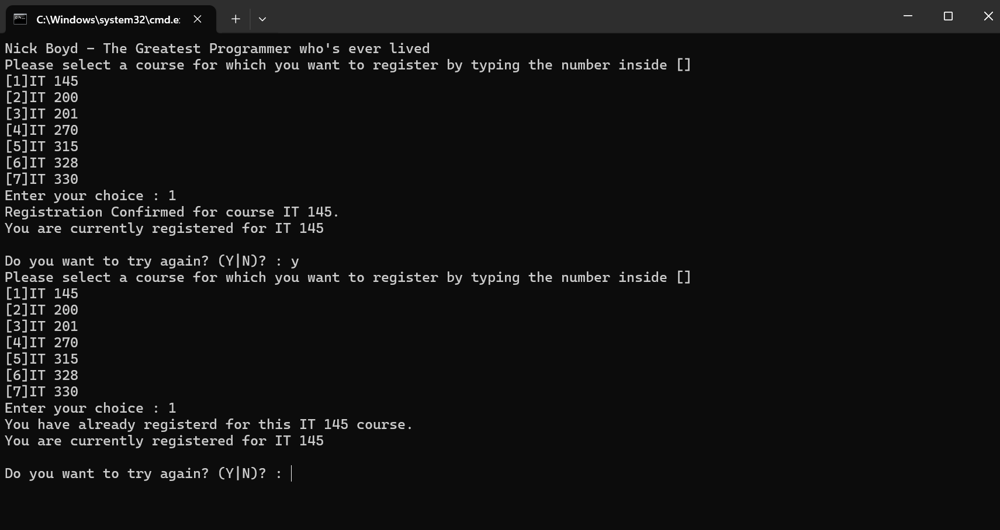 C:\Windows\system32\cmd.e
Nick Boyd - The Greatest Programmer who's ever lived
Please select a course for which you want to register by typing the number inside []
[1]IT 145
[2]IT 200
[3]IT 201
[4]IT 270
[5]IT 315
[6]IT 328
[7]IT 330
Enter your choice : 1
Registration Confirmed for course IT 145.
You are currently registered for IT 145
Do you want to try again? (Y|N)? : y
Please select a course for which you want to register by typing the number inside []
[1]IT 145
[2]IT 200
[3]IT 201
[4]IT 270
[5]IT 315
[6]IT 328
[7]IT 330
Enter your choice : 1
You have already registerd for this IT 145 course.
You are currently registered for IT 145
Do you want to try again? (Y|N)? :